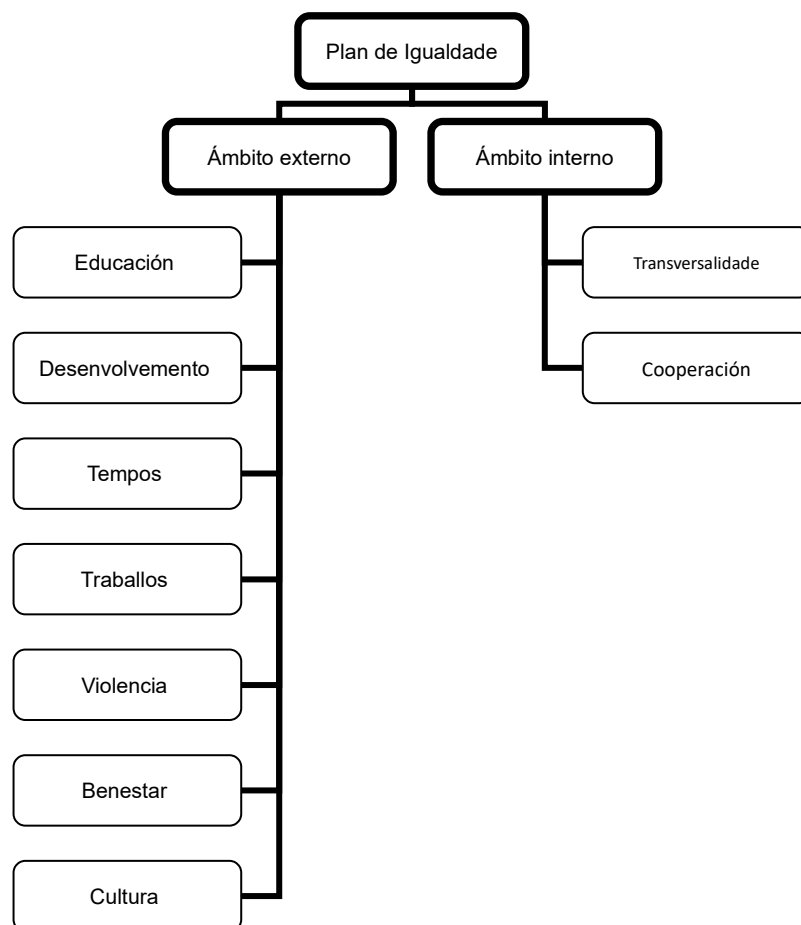 Plan de Igualdade
Ámbito externo
Ámbito interno
Educación
Desenvolvemento
Tempos
Traballos
Violencia
Benestar
Cultura
Transversalidade
Cooperación